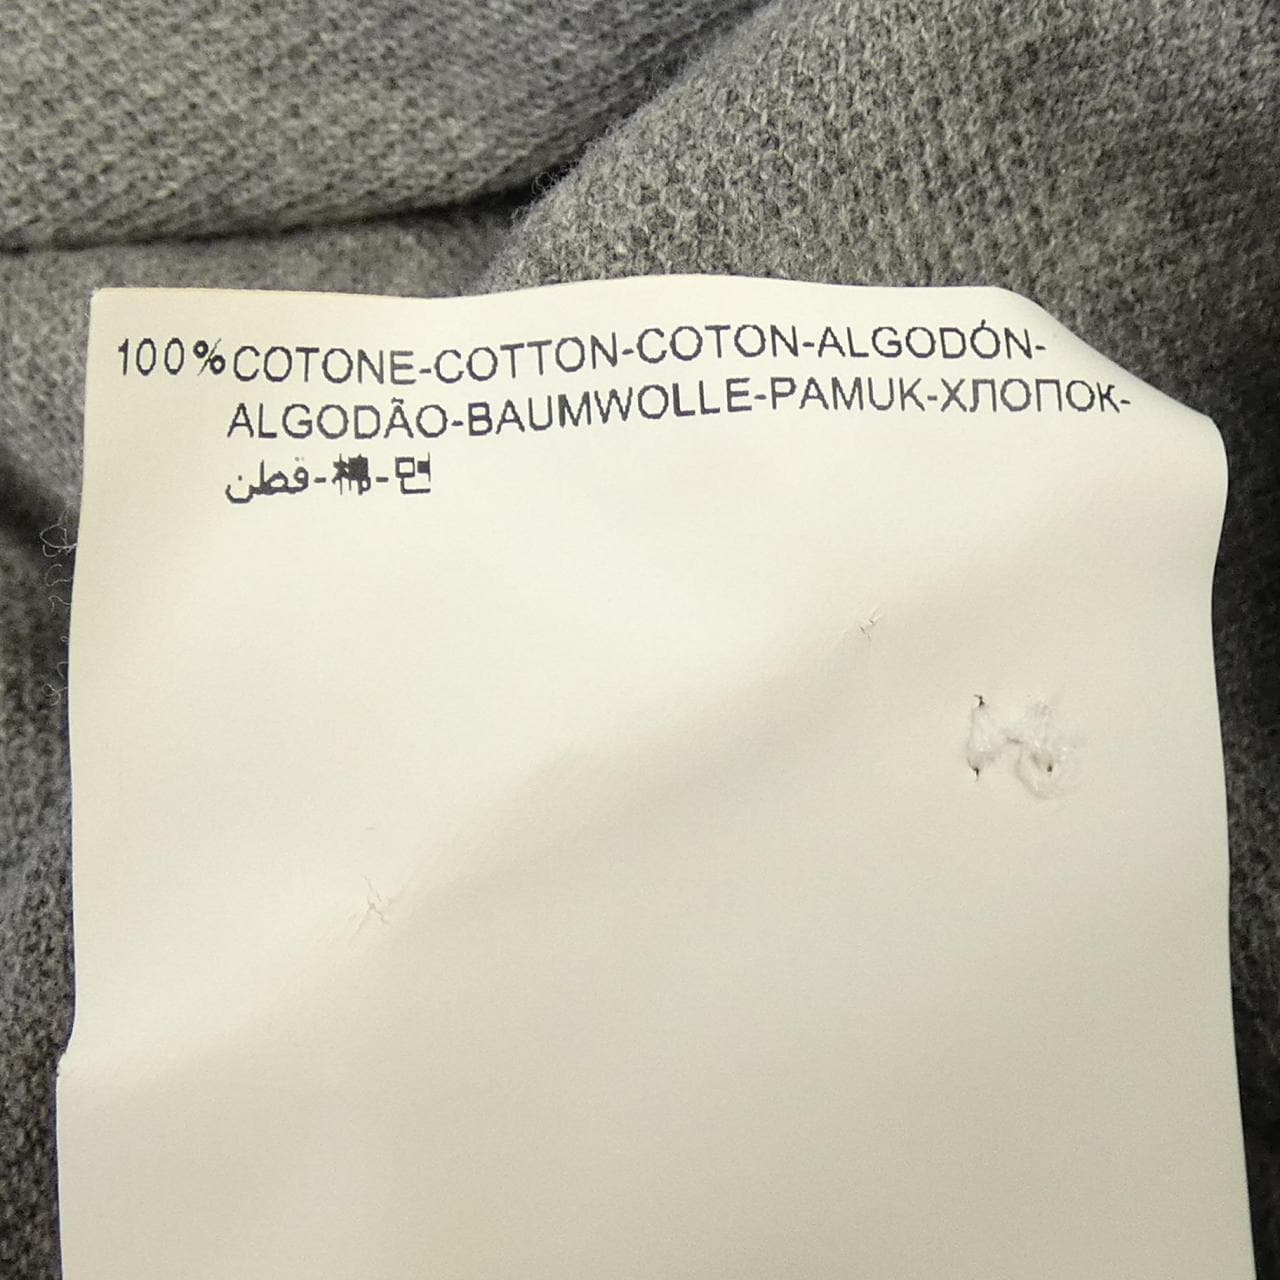 100% COTONE-COTTON-COTON-ALGODÓN-
ALGODÃO-BAUMWOLLE-PAMUK-ХЛОПОК-
قطن-棉-면